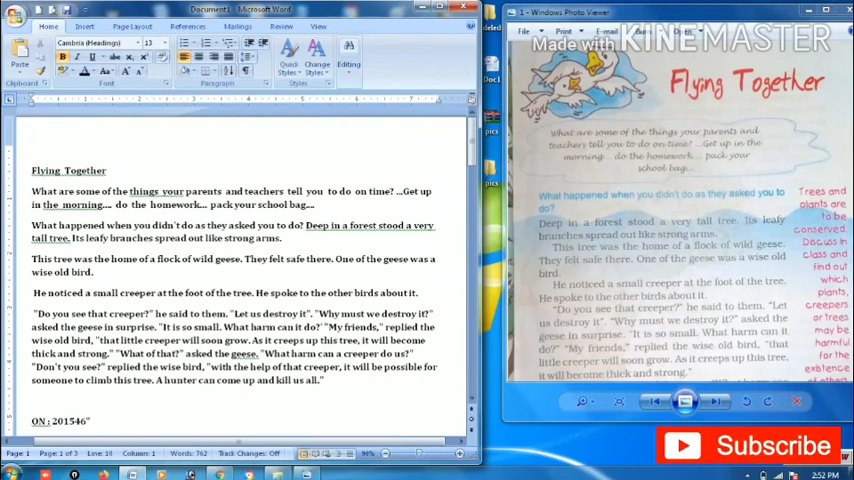 Document1 - Microsoft Word
Home Insert Page Layout References Mailings Review View
Cambria (Headings) 13
Paste
Quick Styles Change Styles Editing
Clipboard Font Paragraph Styles
Flying Together
What are some of the things your parents and teachers tell you to do on time? ...Get up
in the morning.... do the homework... pack your school bag....
What happened when you didn't do as they asked you to do? Deep in a forest stood a very
tall tree. Its leafy branches spread out like strong arms.
This tree was the home of a flock of wild geese. They felt safe there. One of the geese was a
wise old bird.
He noticed a small creeper at the foot of the tree. He spoke to the other birds about it.
"Do you see that creeper?" he said to them. "Let us destroy it". "Why must we destroy it?"
asked the geese in surprise. "It is so small. What harm can it do?' "My friends," replied the
wise old bird, "that little creeper will soon grow. As it creeps up this tree, it will become
thick and strong." "What of that?" asked the geese. "What harm can a creeper do us?"
"Don't you see?" replied the wise bird, "with the help of that creeper, it will be possible for
someone to climb this tree. A hunter can come up and kill us all."
ON : 201546"
Page: 1 Page: 1 of 3 Line: 10 Column: 1 Words: 762 Track Changes: Off 90%
Doc1
pics
pics
1 - Windows Photo Viewer
File Print E-mail Burn Open
Made with KINEMASTER
Flying Together
What are some of the things your parents and
teachers tell you to do on time? ...Get up in the
morning... do the homework... pack your
school bag...
What happened when you didn't do as they asked you to
do?
Deep in a forest stood a very tall tree. Its leafy
branches spread out like strong arms.
This tree was the home of a flock of wild geese.
They felt safe there. One of the geese was a wise old
bird.
He noticed a small creeper at the foot of the tree.
He spoke to the other birds about it.
"Do you see that creeper?" he said to them. "Let
us destroy it". "Why must we destroy it?" asked the
geese in surprise. "It is so small. What harm can it
do?" "My friends," replied the wise old bird, "that
little creeper will soon grow. As it creeps up this tree,
it will become thick and strong."
Trees and
plants are
to be
conserved.
Discuss in
class and
find out
which
plants,
creepers
or trees
may be
harmful
for the
existence
of others
Subscribe
2:52 PM